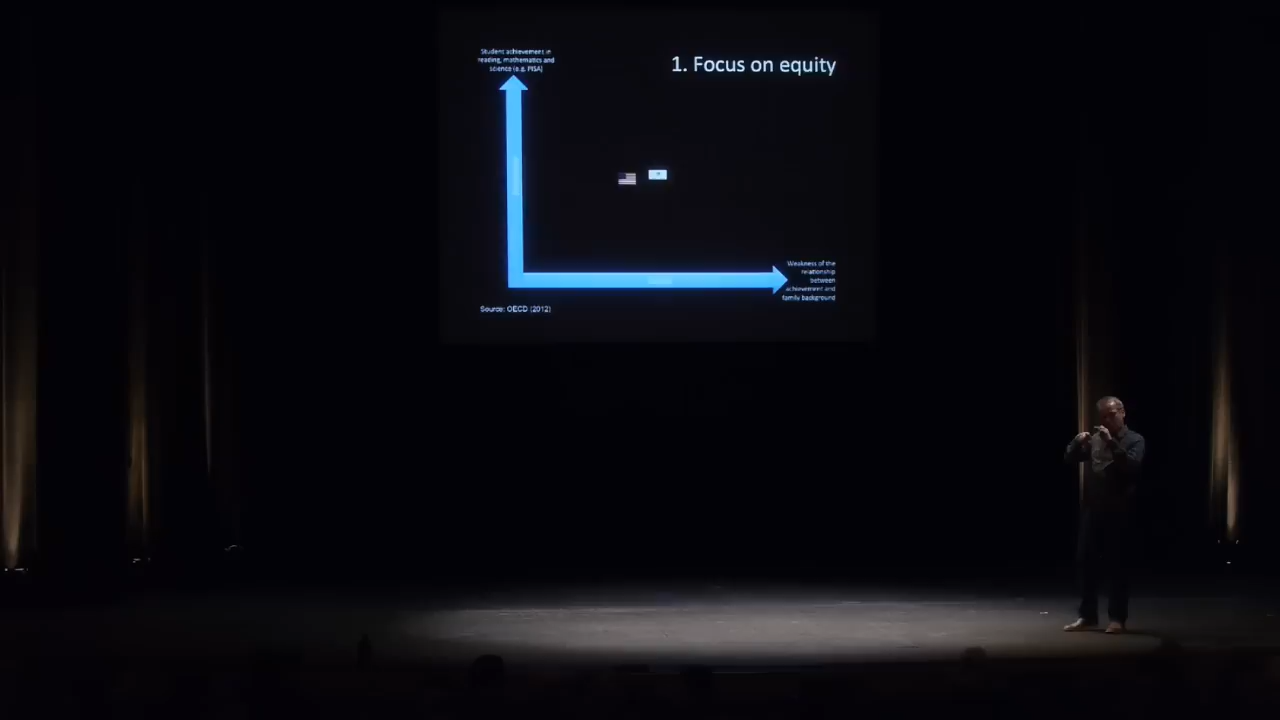 Student achievement in
reading, mathematics and
science (e.g. PISA)
1. Focus on equity
Weakness of the
relationship
between
achievement and
family background
Source: OECD (2012)